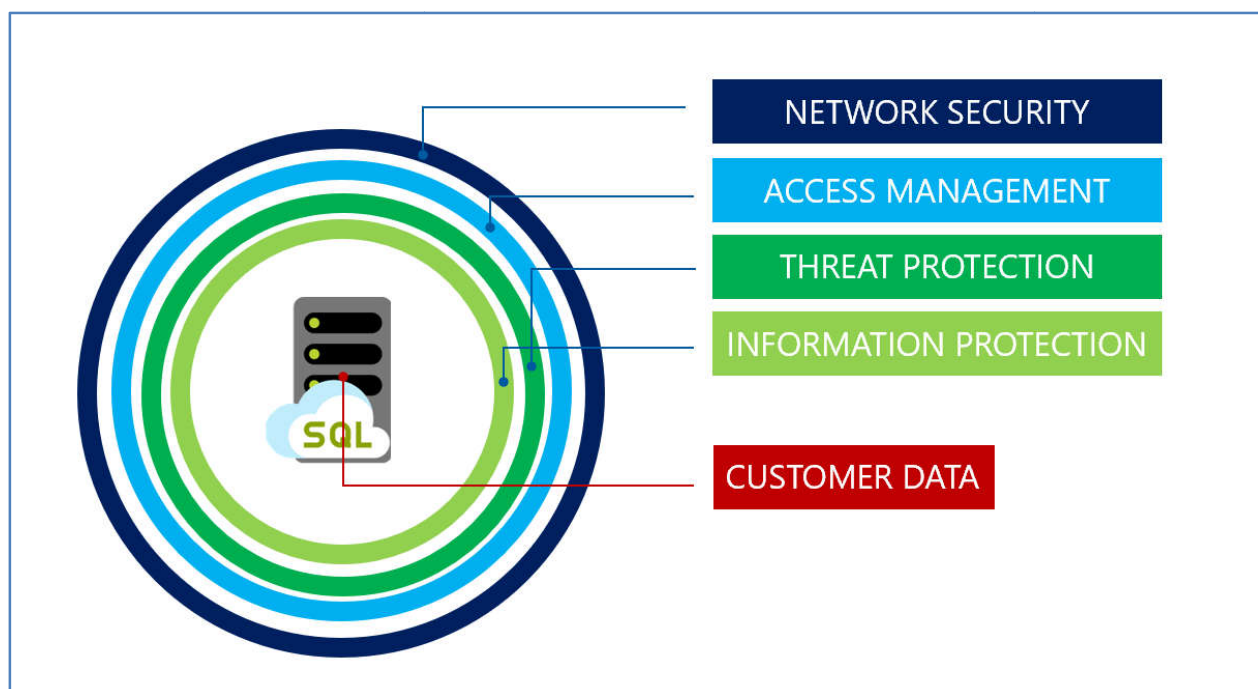 NETWORK SECURITY
ACCESS MANAGEMENT
THREAT PROTECTION
INFORMATION PROTECTION
SQL
CUSTOMER DATA